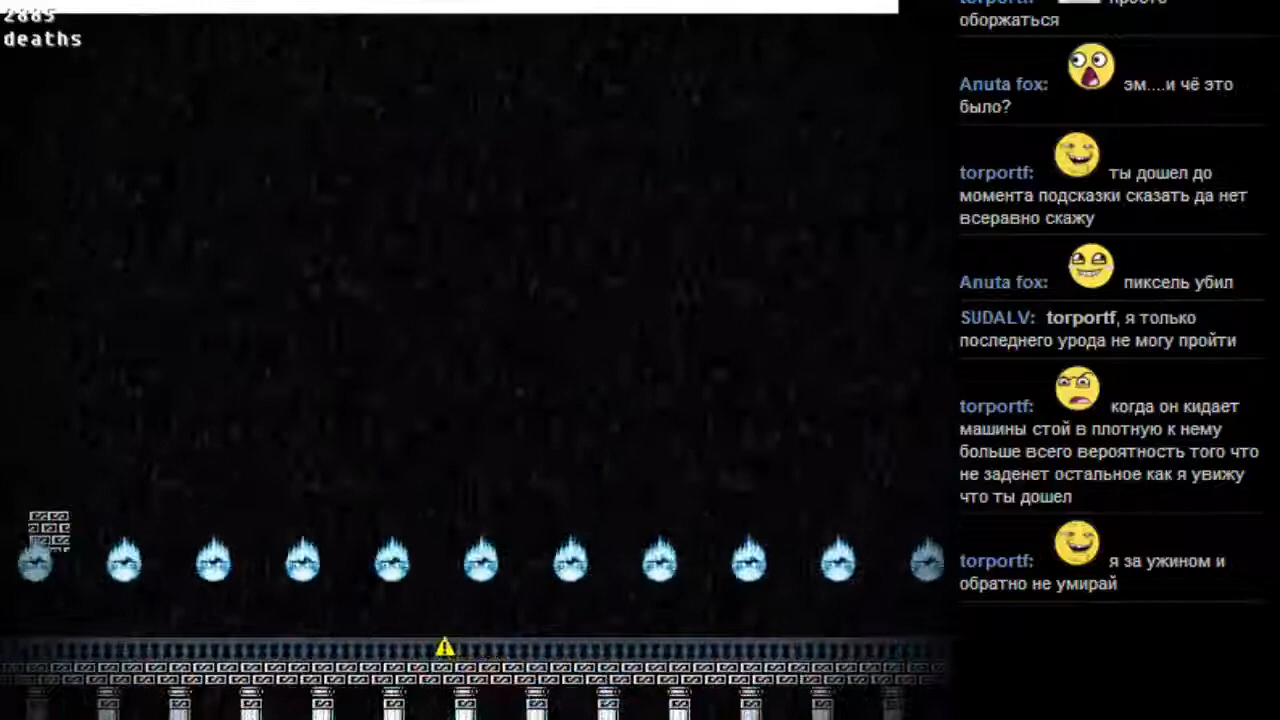 2885
deaths
torportf: просто
оборжаться
Anuta fox: эм....и чё это
было?
torportf: ты дошел до
момента подсказки сказать да нет
всеравно скажу
Anuta fox: пиксель убил
SUDALV: torportf, я только
последнего урода не могу пройти
torportf: когда он кидает
машины стой в плотную к нему
больше всего вероятность того что
не заденет остальное как я увижу
что ты дошел
torportf: я за ужином и
обратно не умирай